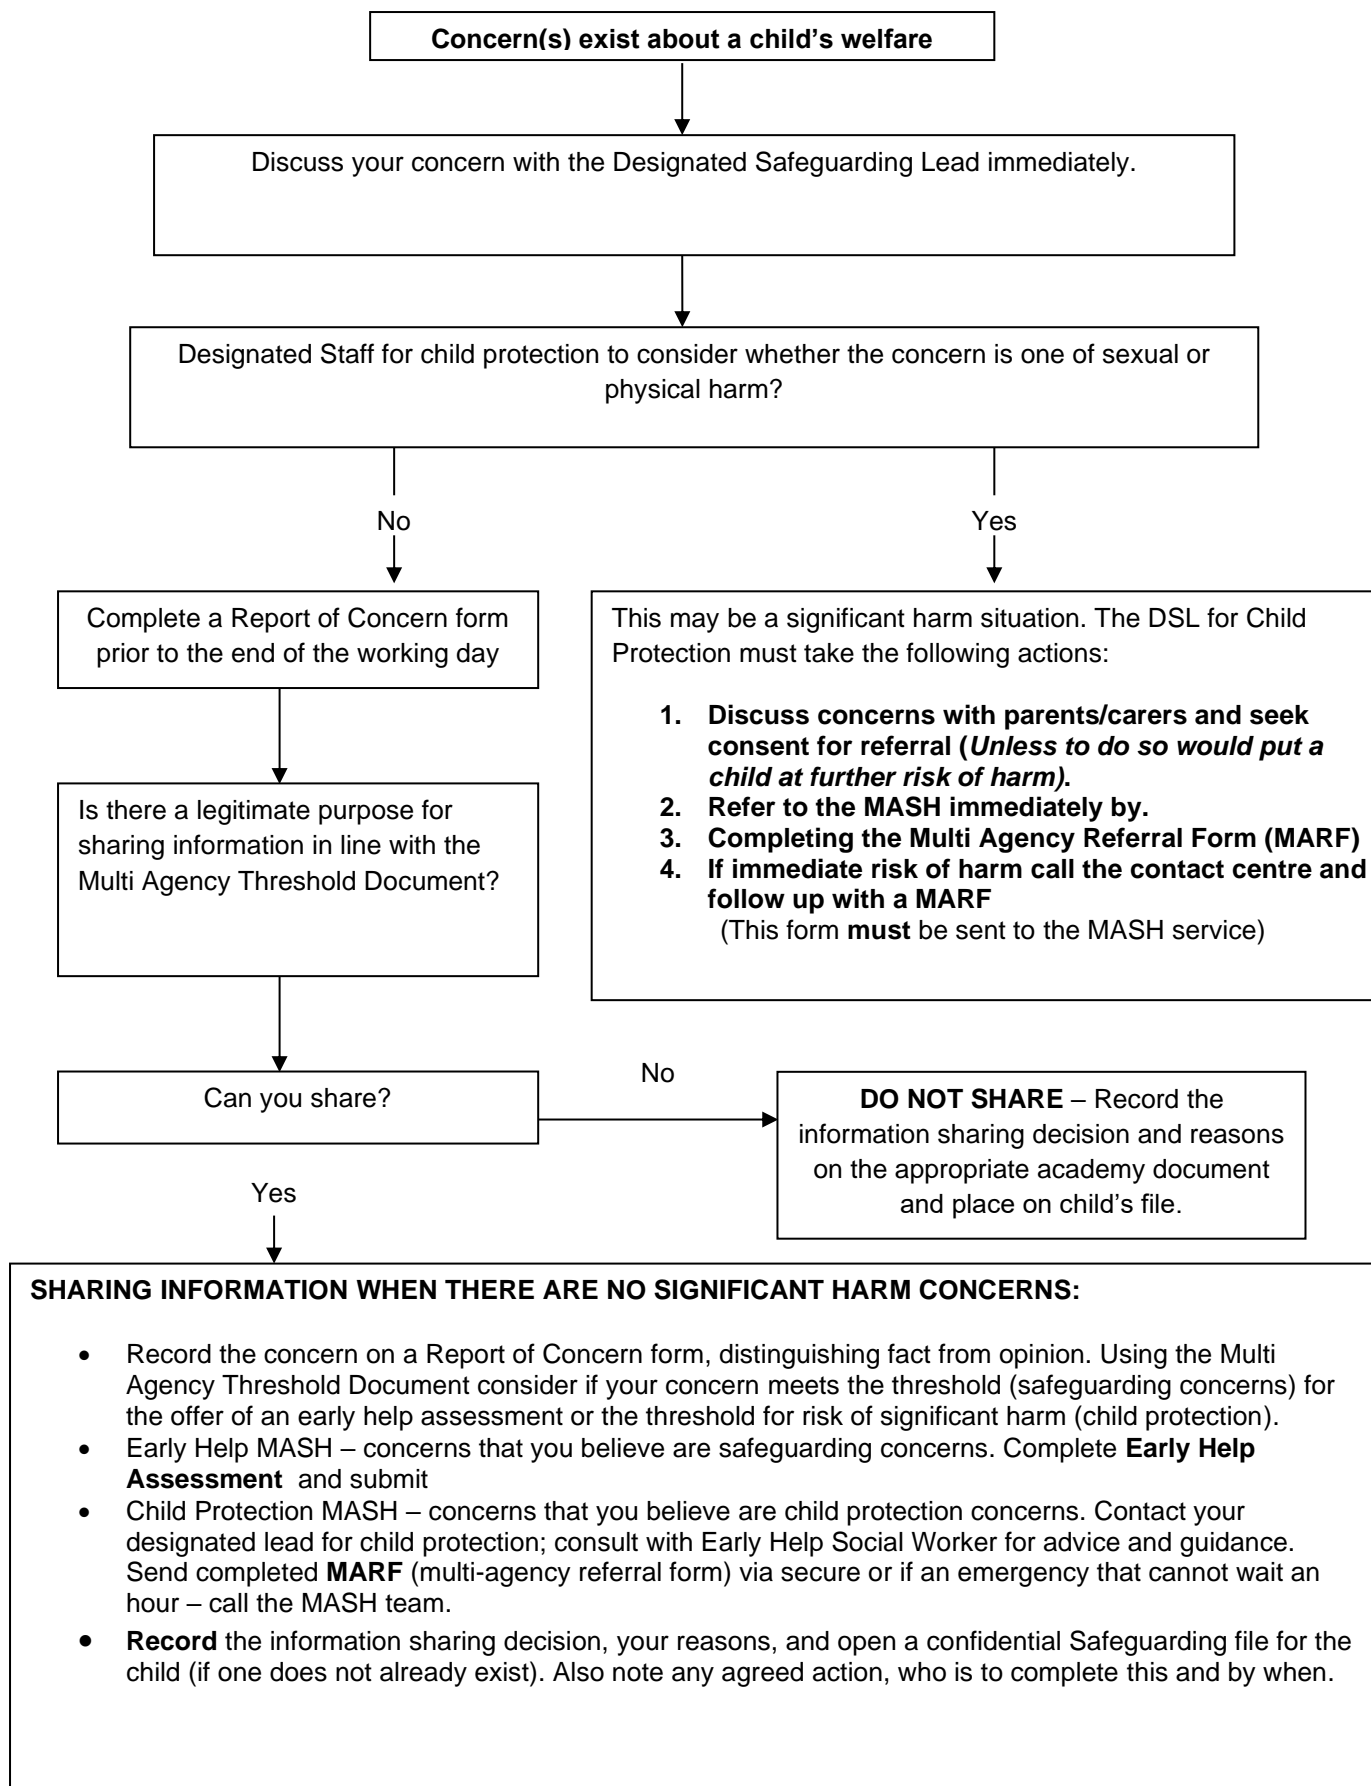 Concern(s) exist about a child’s welfare
Discuss your concern with the Designated Safeguarding Lead immediately.
Designated Staff for child protection to consider whether the concern is one of sexual or
physical harm?
No
Yes
Complete a Report of Concern form
prior to the end of the working day
This may be a significant harm situation. The DSL for Child
Protection must take the following actions:
1. Discuss concerns with parents/carers and seek
consent for referral (Unless to do so would put a
child at further risk of harm).
2. Refer to the MASH immediately by.
3. Completing the Multi Agency Referral Form (MARF)
4. If immediate risk of harm call the contact centre and
follow up with a MARF
(This form must be sent to the MASH service)
Is there a legitimate purpose for
sharing information in line with the
Multi Agency Threshold Document?
Can you share?
No
DO NOT SHARE – Record the
information sharing decision and reasons
on the appropriate academy document
and place on child’s file.
Yes
SHARING INFORMATION WHEN THERE ARE NO SIGNIFICANT HARM CONCERNS:
• Record the concern on a Report of Concern form, distinguishing fact from opinion. Using the Multi
Agency Threshold Document consider if your concern meets the threshold (safeguarding concerns) for
the offer of an early help assessment or the threshold for risk of significant harm (child protection).
• Early Help MASH – concerns that you believe are safeguarding concerns. Complete Early Help
Assessment and submit
• Child Protection MASH – concerns that you believe are child protection concerns. Contact your
designated lead for child protection; consult with Early Help Social Worker for advice and guidance.
Send completed MARF (multi-agency referral form) via secure or if an emergency that cannot wait an
hour – call the MASH team.
• Record the information sharing decision, your reasons, and open a confidential Safeguarding file for the
child (if one does not already exist). Also note any agreed action, who is to complete this and by when.